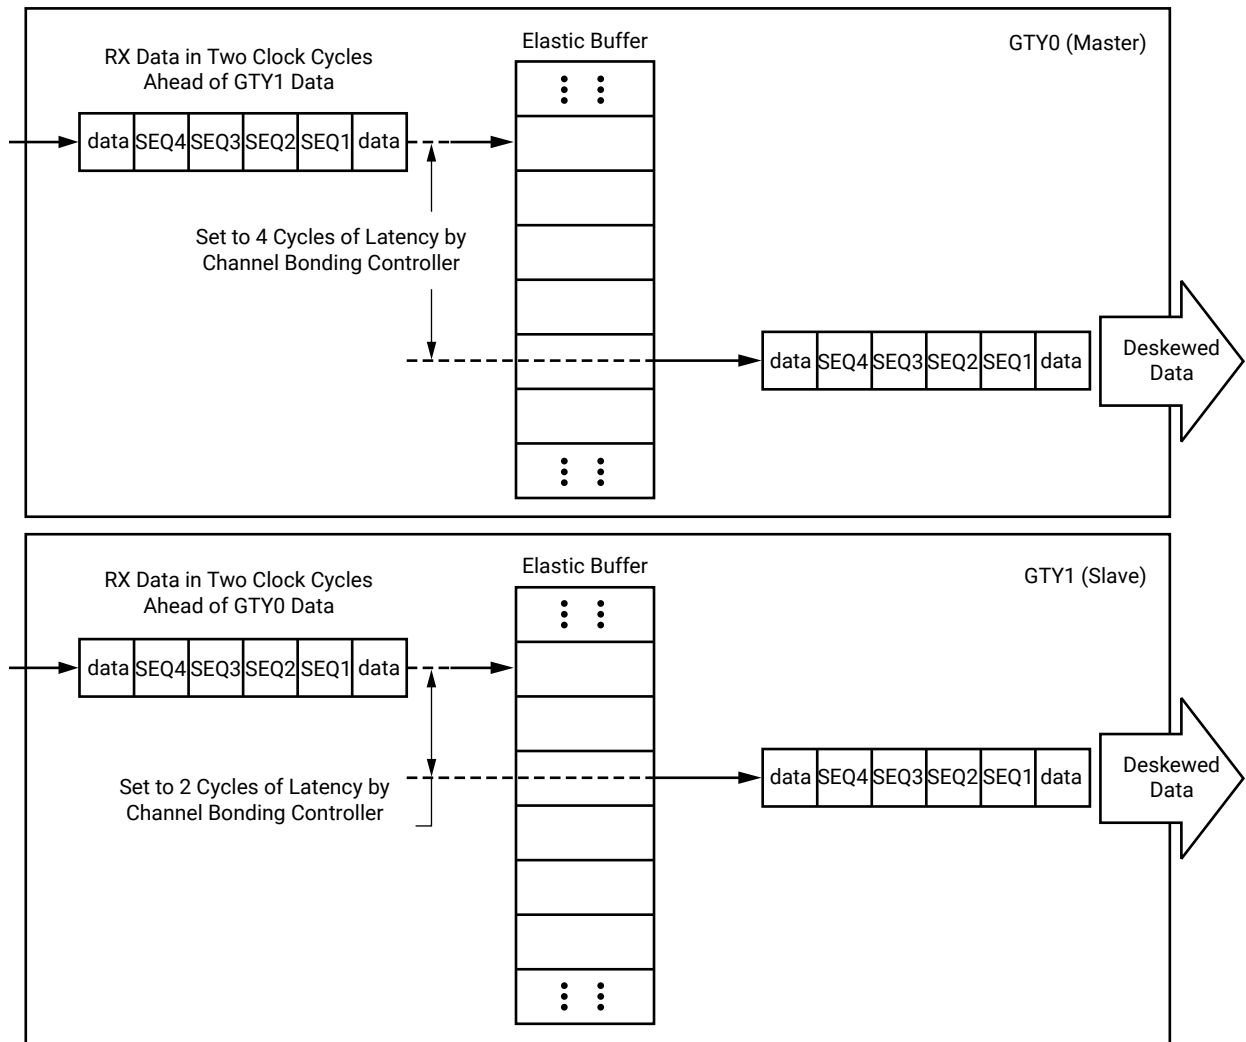 RX Data in Two Clock Cycles
Ahead of GTY1 Data
Elastic Buffer
GTY0 (Master)
data SEQ4 SEQ3 SEQ2 SEQ1 data
Set to 4 Cycles of Latency by
Channel Bonding Controller
data SEQ4 SEQ3 SEQ2 SEQ1 data
Deskewed
Data
RX Data in Two Clock Cycles
Ahead of GTY0 Data
Elastic Buffer
GTY1 (Slave)
data SEQ4 SEQ3 SEQ2 SEQ1 data
Set to 2 Cycles of Latency by
Channel Bonding Controller
data SEQ4 SEQ3 SEQ2 SEQ1 data
Deskewed
Data